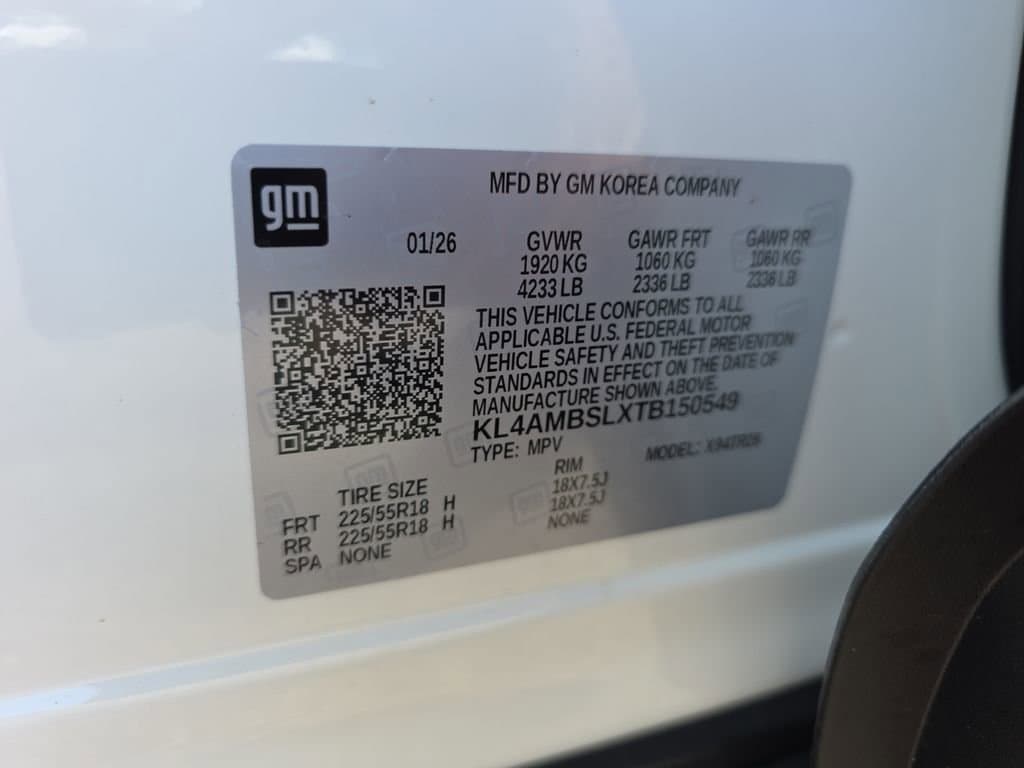 gm
MFD BY GM KOREA COMPANY
01/26 GVWR GAWR FRT GAWR RR
1920 KG 1060 KG 1060 KG
4233 LB 2336 LB 2336 LB
THIS VEHICLE CONFORMS TO ALL
APPLICABLE U.S. FEDERAL MOTOR
VEHICLE SAFETY AND THEFT PREVENTION
STANDARDS IN EFFECT ON THE DATE OF
MANUFACTURE SHOWN ABOVE.
KL4AMBSLXTB150549
TYPE: MPV MODEL:
TIRE SIZE RIM
FRT 225/55R18 H 18X7.5J
RR 225/55R18 H 18X7.5J
SPA NONE NONE